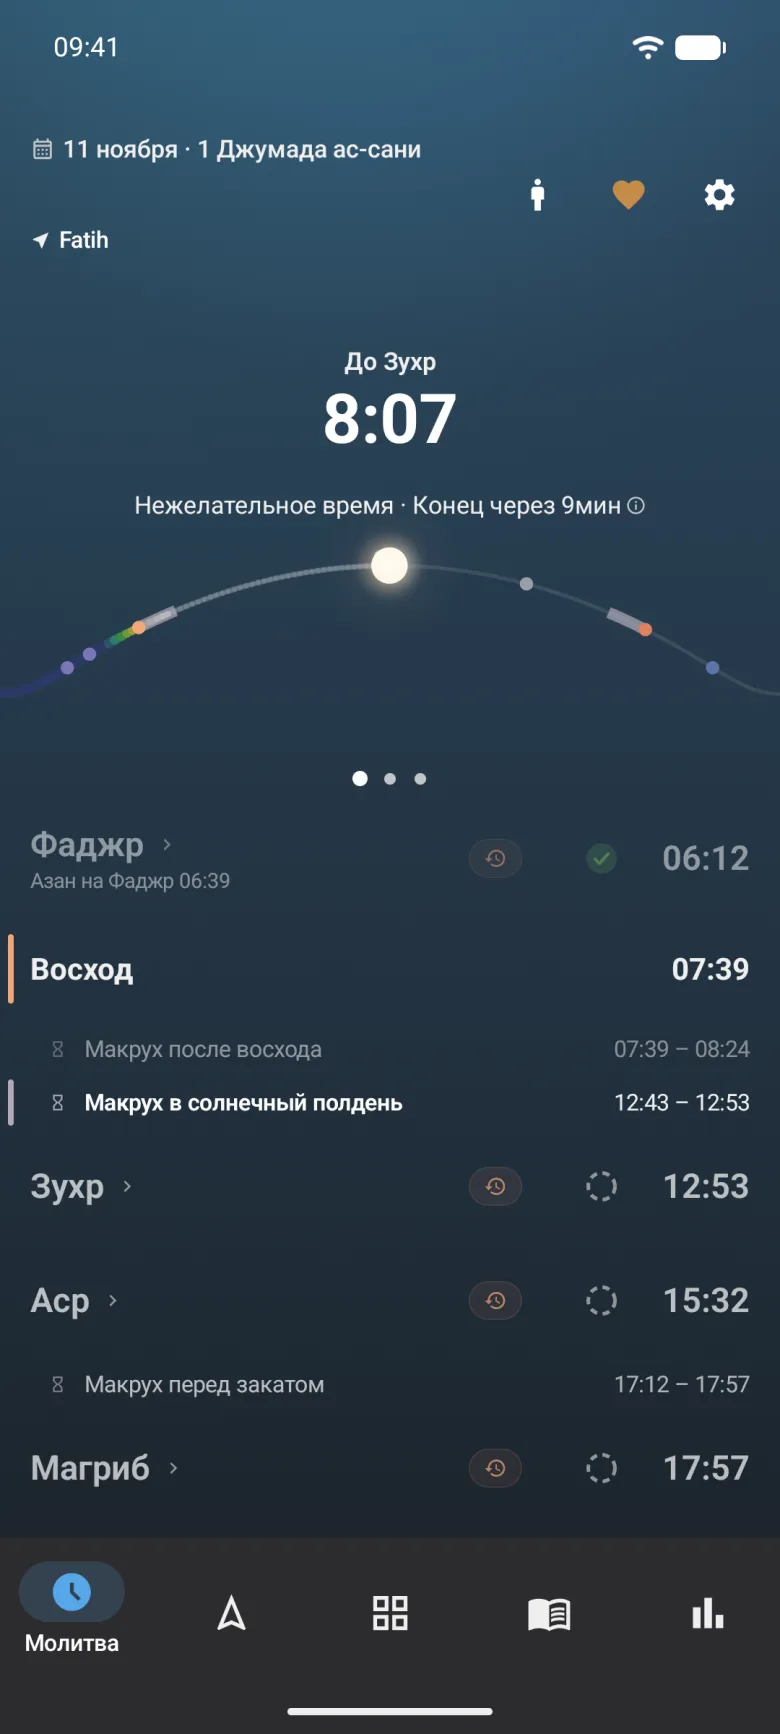 09:41
11 ноября · 1 Джумада ас-сани
Fatih
До Зухр
8:07
Нежелательное время · Конец через 9мин
Фаджр
06:12
Азан на Фаджр 06:39
Восход
07:39
Макрух после восхода
07:39 – 08:24
Макрух в солнечный полдень
12:43 – 12:53
Зухр
12:53
Аср
15:32
Макрух перед закатом
17:12 – 17:57
Магриб
17:57
Молитва